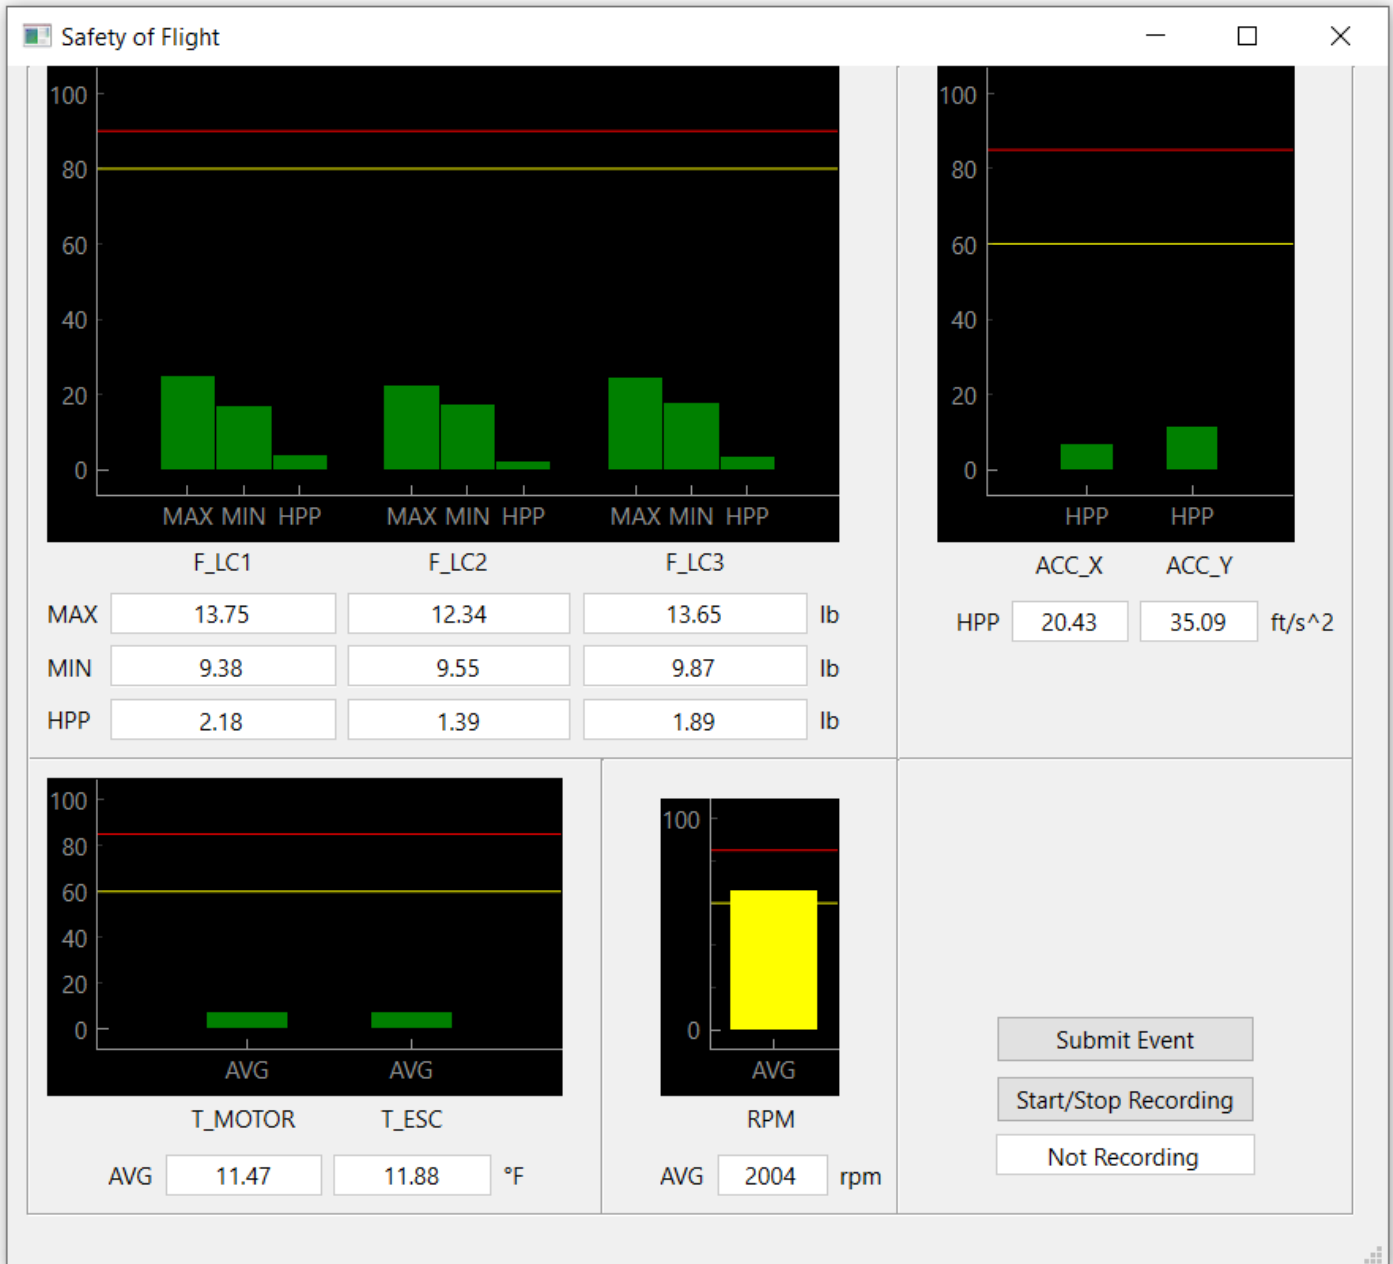 Safety of Flight
100
80
60
40
20
0
MAX MIN HPP MAX MIN HPP MAX MIN HPP
F_LC1 F_LC2 F_LC3
MAX 13.75 12.34 13.65 lb
MIN 9.38 9.55 9.87 lb
HPP 2.18 1.39 1.89 lb
100
80
60
40
20
0
HPP HPP
ACC_X ACC_Y
HPP 20.43 35.09 ft/s^2
100
80
60
40
20
0
AVG AVG
T_MOTOR T_ESC
AVG 11.47 11.88 °F
100
0
AVG
RPM
AVG 2004 rpm
Submit Event
Start/Stop Recording
Not Recording